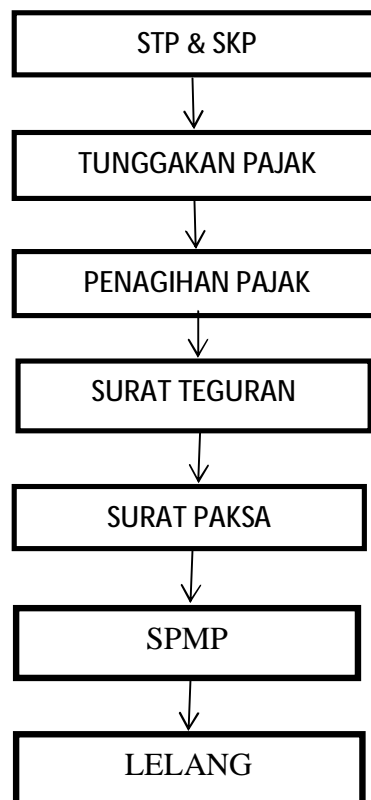 STP & SKP
TUNGGAKAN PAJAK
PENAGIHAN PAJAK
SURAT TEGURAN
SURAT PAKSA
SPMP
LELANG